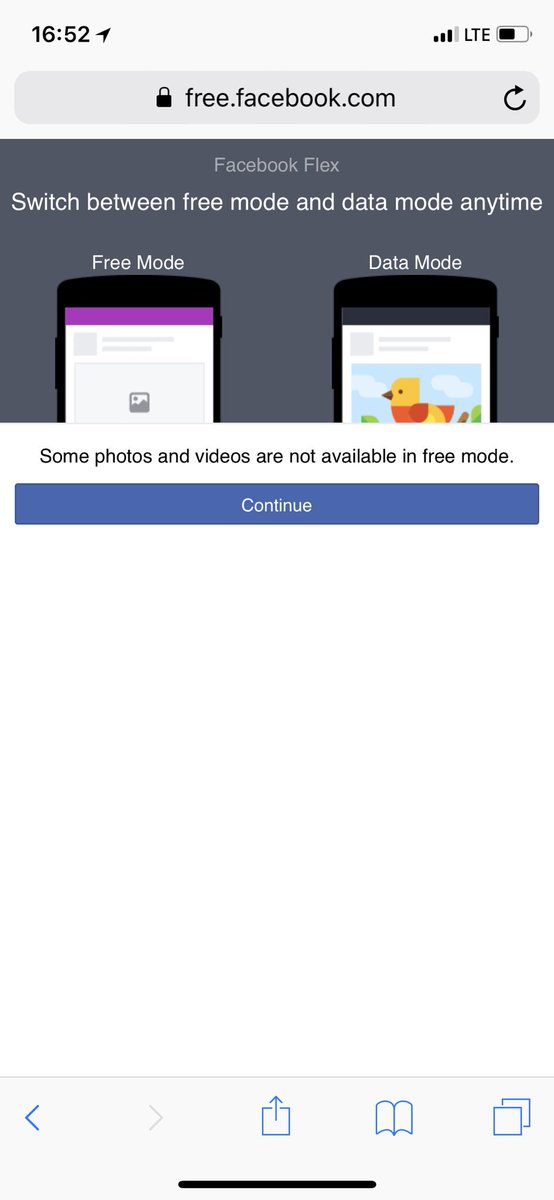 16:52
LTE
free.facebook.com
Facebook Flex
Switch between free mode and data mode anytime
Free Mode
Data Mode
Some photos and videos are not available in free mode.
Continue